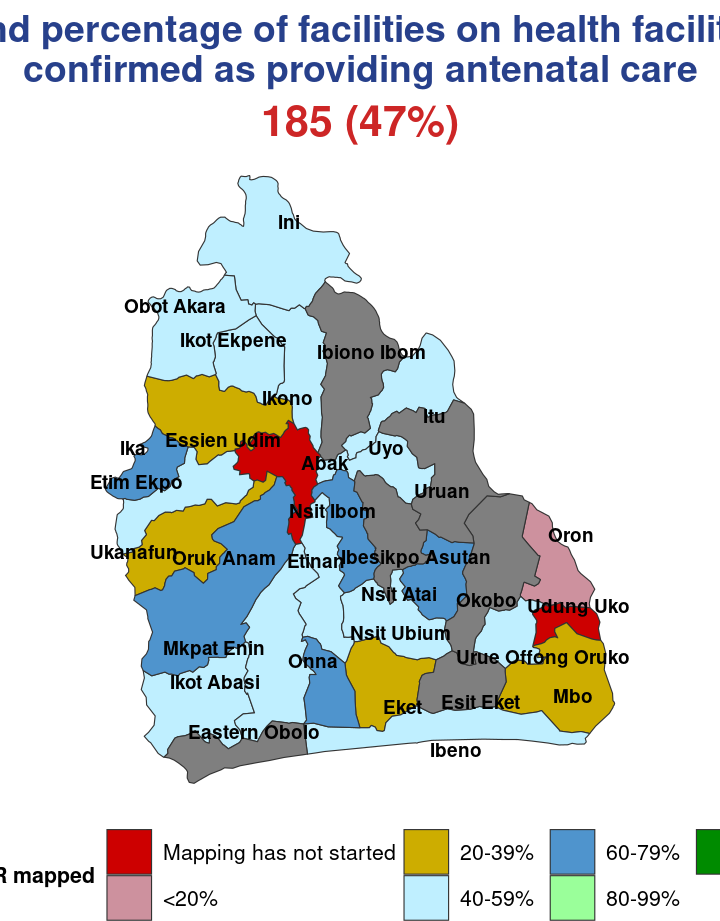 nd percentage of facilities on health facilit
confirmed as providing antenatal care
185 (47%)
Ini
Obot Akara
Ikot Ekpene
Ibiono Ibom
Ikono
Itu
Essien Udim
Ika
Uyo
Abak
Etim Ekpo
Uruan
Nsit Ibom
Oron
Ukanafun
Oruk Anam
Etinan
Ibesikpo
Asutan
Nsit Atai
Okobo
Udung Uko
Nsit Ubium
Mkpat Enin
Onna
Urue Offong Oruko
Ikot Abasi
Mbo
Esit Eket
Eket
Eastern Obolo
Ibeno
R mapped
Mapping has not started
20-39%
60-79%
<20%
40-59%
80-99%